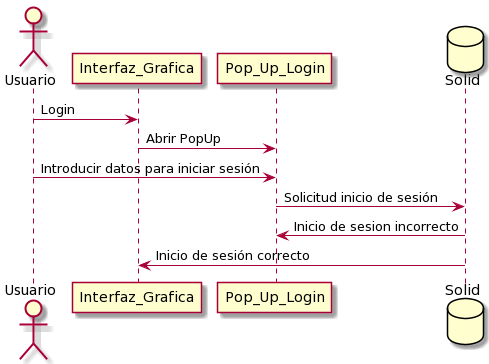 Usuario
Interfaz_Grafica
Pop_Up_Login
Solid
Login
Abrir PopUp
Introducir datos para iniciar sesión
Solicitud inicio de sesión
Inicio de sesion incorrecto
Inicio de sesión correcto
Usuario
Interfaz_Grafica
Pop_Up_Login
Solid